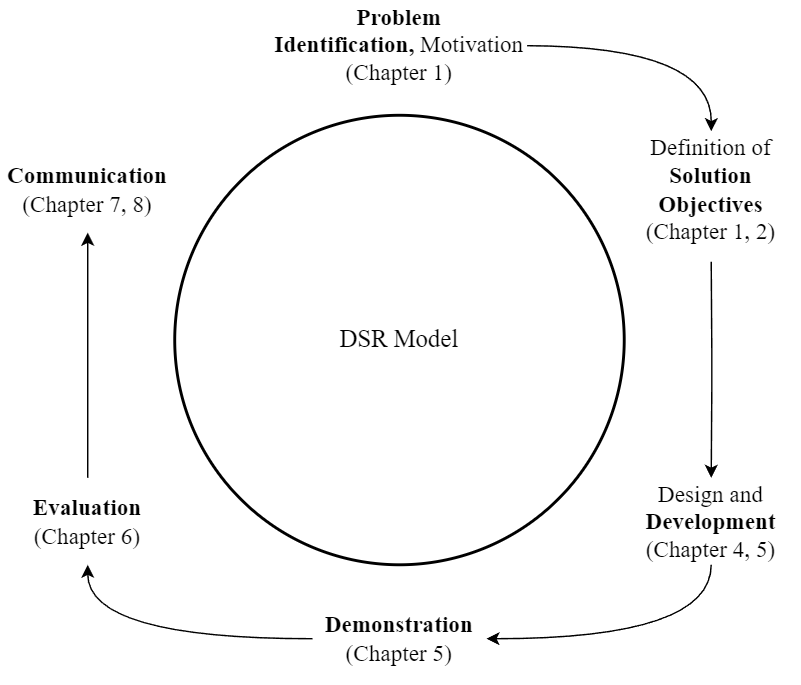 Problem
Identification, Motivation
(Chapter 1)
Definition of
Solution
Objectives
(Chapter 1, 2)
Communication
(Chapter 7, 8)
DSR Model
Design and
Development
(Chapter 4, 5)
Evaluation
(Chapter 6)
Demonstration
(Chapter 5)